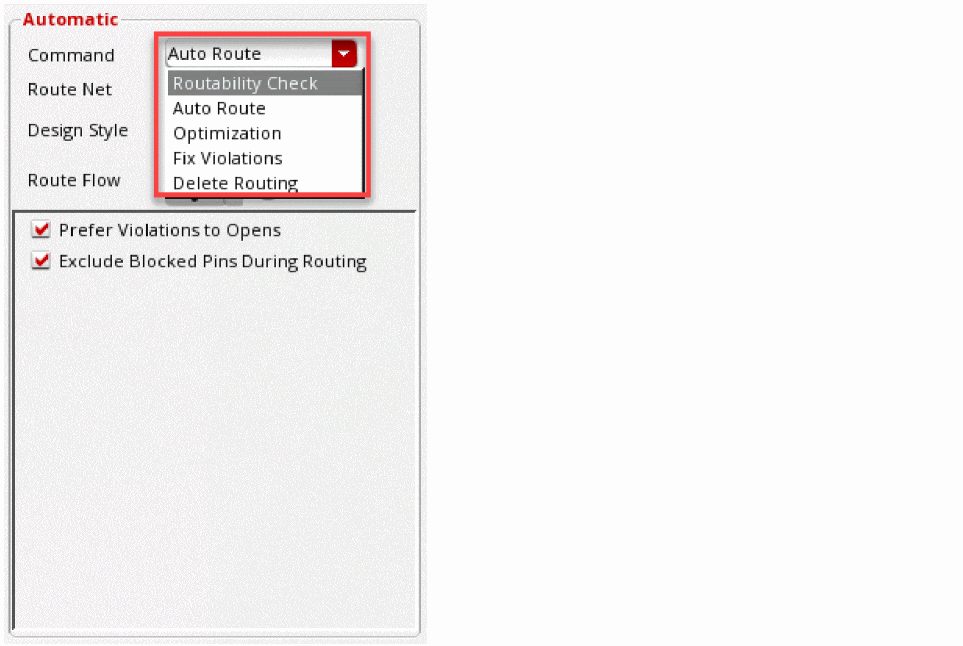 Automatic
Command
Auto Route
Routability Check
Route Net
Auto Route
Design Style
Optimization
Fix Violations
Route Flow
Delete Routing
Prefer Violations to Opens
Exclude Blocked Pins During Routing